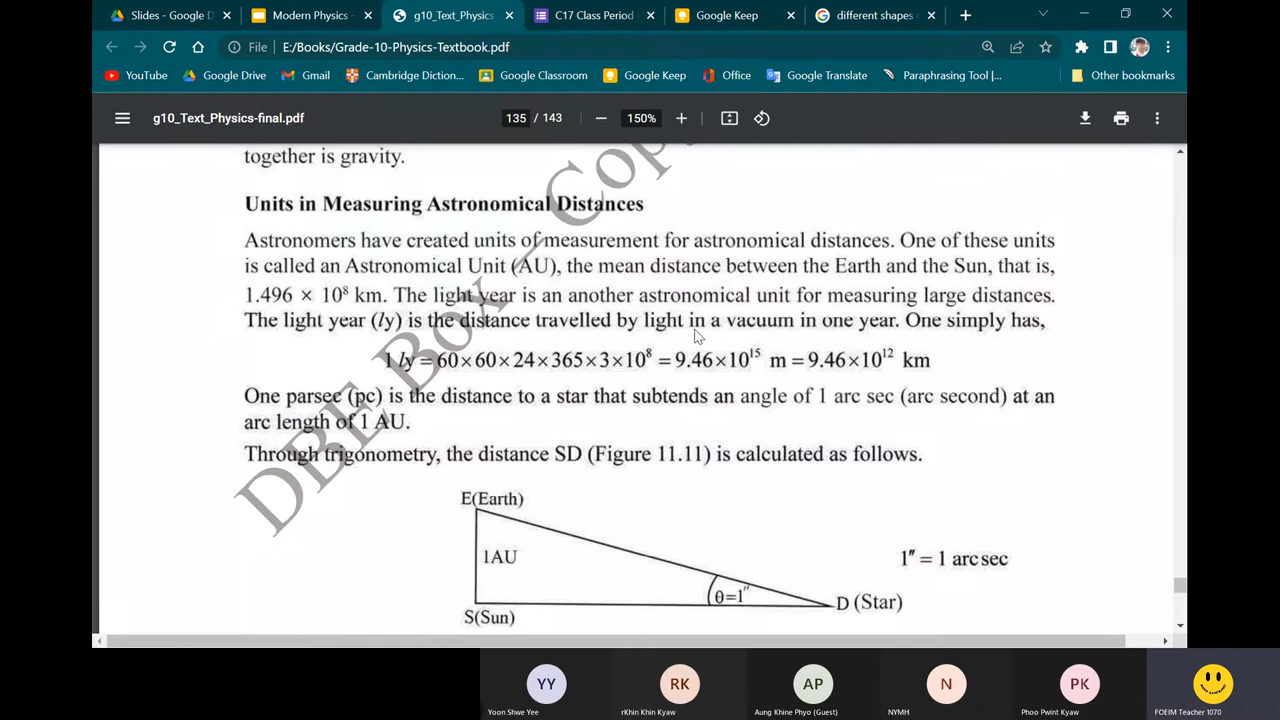 Slides - Google D
Modern Physics -
g10_Text_Physics
C17 Class Period
Google Keep
different shapes
File
E:/Books/Grade-10-Physics-Textbook.pdf
YouTube
Google Drive
Gmail
Cambridge Diction...
Google Classroom
Google Keep
Office
Google Translate
Paraphrasing Tool |...
Other bookmarks
g10_Text_Physics-final.pdf
135 / 143
150%
together is gravity.
Units in Measuring Astronomical Distances
Astronomers have created units of measurement for astronomical distances. One of these units
is called an Astronomical Unit (AU), the mean distance between the Earth and the Sun, that is,
1.496 × 10⁸ km. The light year is an another astronomical unit for measuring large distances.
The light year (ly) is the distance travelled by light in a vacuum in one year. One simply has,
1 ly = 60×60×24×365×3×10⁸ = 9.46×10¹⁵ m = 9.46×10¹² km
One parsec (pc) is the distance to a star that subtends an angle of 1 arc sec (arc second) at an
arc length of 1 AU.
Through trigonometry, the distance SD (Figure 11.11) is calculated as follows.
E(Earth)
1AU
1″ = 1 arc sec
θ=1″
D (Star)
S(Sun)
DBE Box – Cop
YY
RK
AP
N
PK
Yoon Shwe Yee
rKhin Khin Kyaw
Aung Khine Phyo (Guest)
NYMH
Phoo Pwint Kyaw
FOEIM Teacher 1070